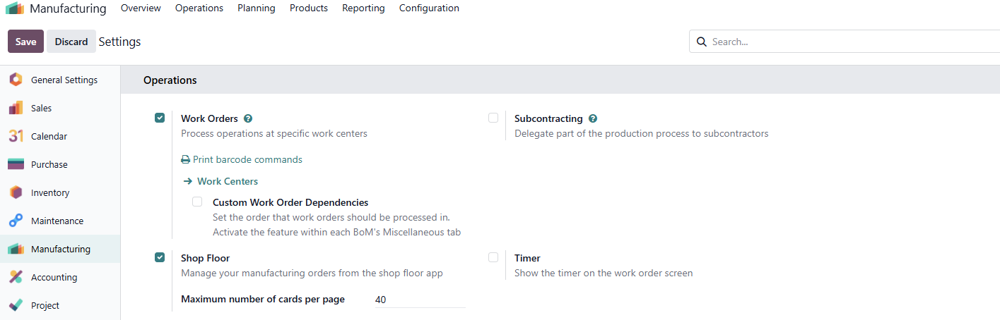 Manufacturing Overview Operations Planning Products Reporting Configuration
Save Discard Settings Search...
General Settings
Sales
31 Calendar
Purchase
Inventory
Maintenance
Manufacturing
Accounting
Project
Operations
Work Orders ?
Process operations at specific work centers
Print barcode commands
Work Centers
Custom Work Order Dependencies
Set the order that work orders should be processed in.
Activate the feature within each BoM's Miscellaneous tab
Subcontracting ?
Delegate part of the production process to subcontractors
Shop Floor
Manage your manufacturing orders from the shop floor app
Maximum number of cards per page 40
Timer
Show the timer on the work order screen